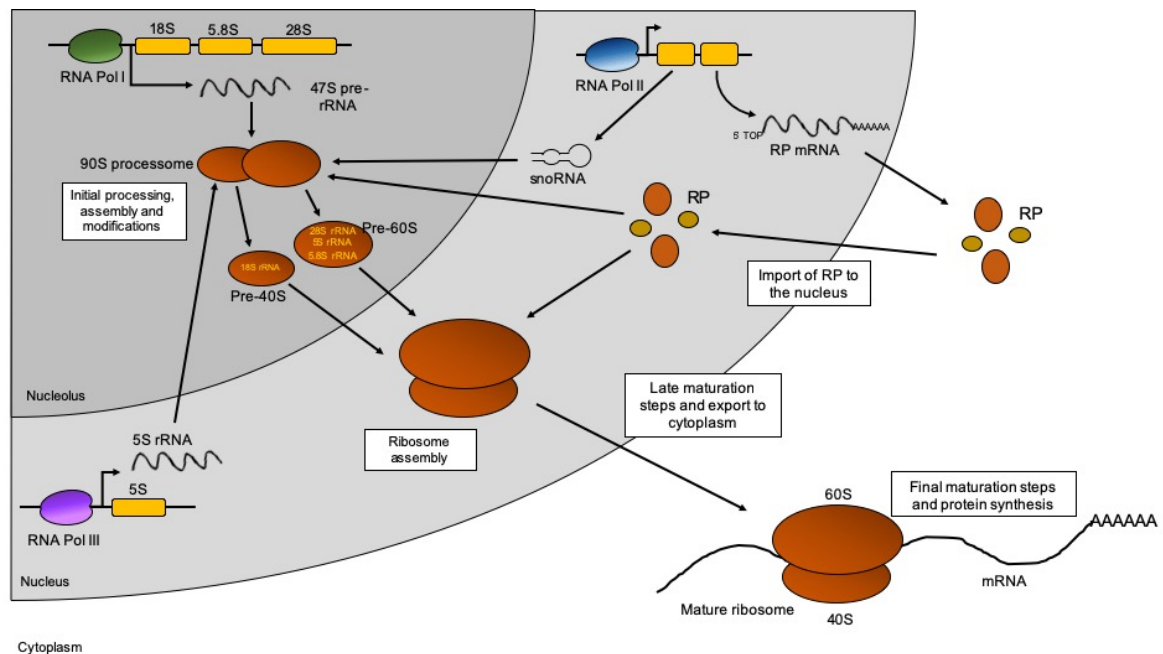 18S 5.8S 28S
RNA Pol I
47S pre-
rRNA
90S processome
Initial processing,
assembly and
modifications
28S rRNA
5S rRNA
5.8S rRNA
Pre-60S
18S rRNA
Pre-40S
Nucleolus
RNA Pol II
snoRNA
5' TOP
AAAAAA
RP mRNA
RP
RP
Import of RP to
the nucleus
Late maturation
steps and export to
cytoplasm
Ribosome
assembly
5S rRNA
5S
RNA Pol III
Nucleus
60S
Final maturation steps
and protein synthesis
AAAAAA
mRNA
Mature ribosome
40S
Cytoplasm